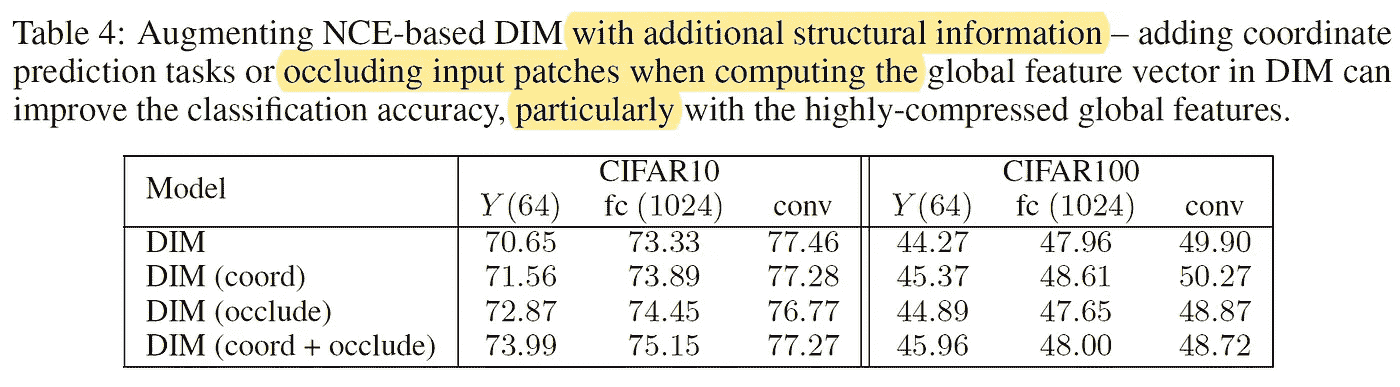 Table 4: Augmenting NCE-based DIM with additional structural information – adding coordinate
prediction tasks or occluding input patches when computing the global feature vector in DIM can
improve the classification accuracy, particularly with the highly-compressed global features.
Model CIFAR10 CIFAR100
Y(64) fc (1024) conv Y(64) fc (1024) conv
DIM 70.65 73.33 77.46 44.27 47.96 49.90
DIM (coord) 71.56 73.89 77.28 45.37 48.61 50.27
DIM (occlude) 72.87 74.45 76.77 44.89 47.65 48.87
DIM (coord + occlude) 73.99 75.15 77.27 45.96 48.00 48.72